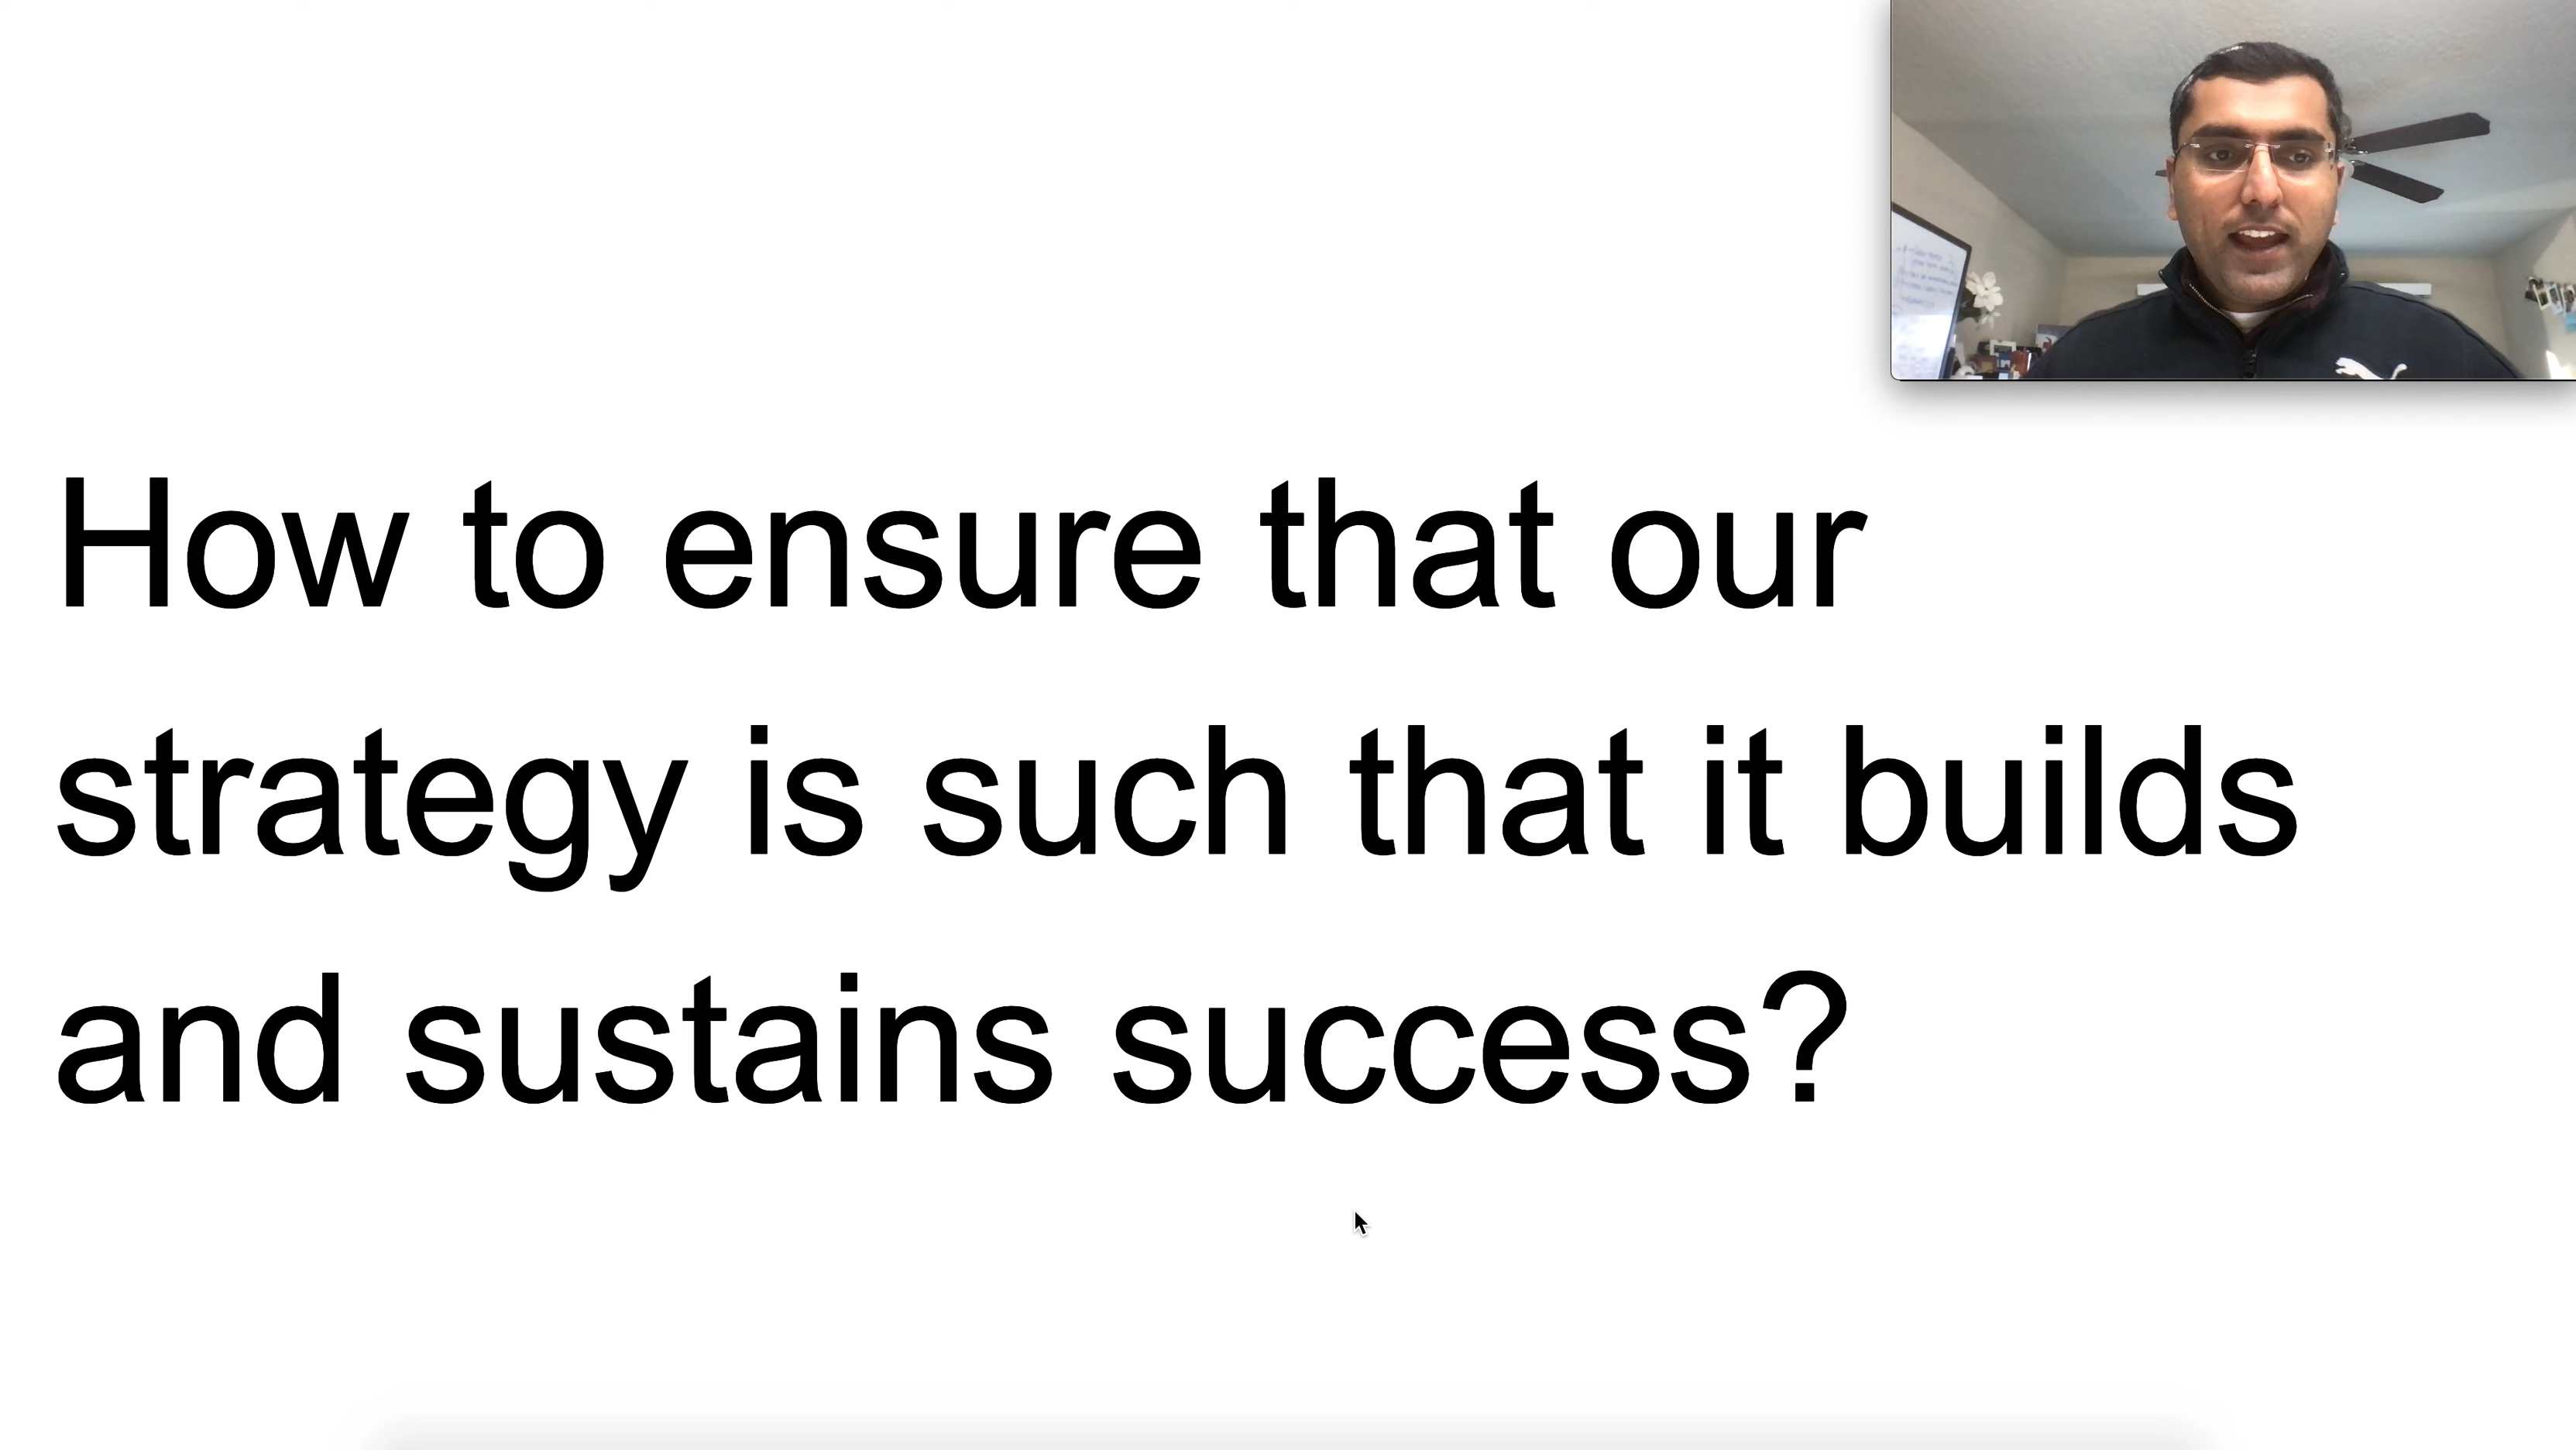 How to ensure that our
strategy is such that it builds
and sustains success?